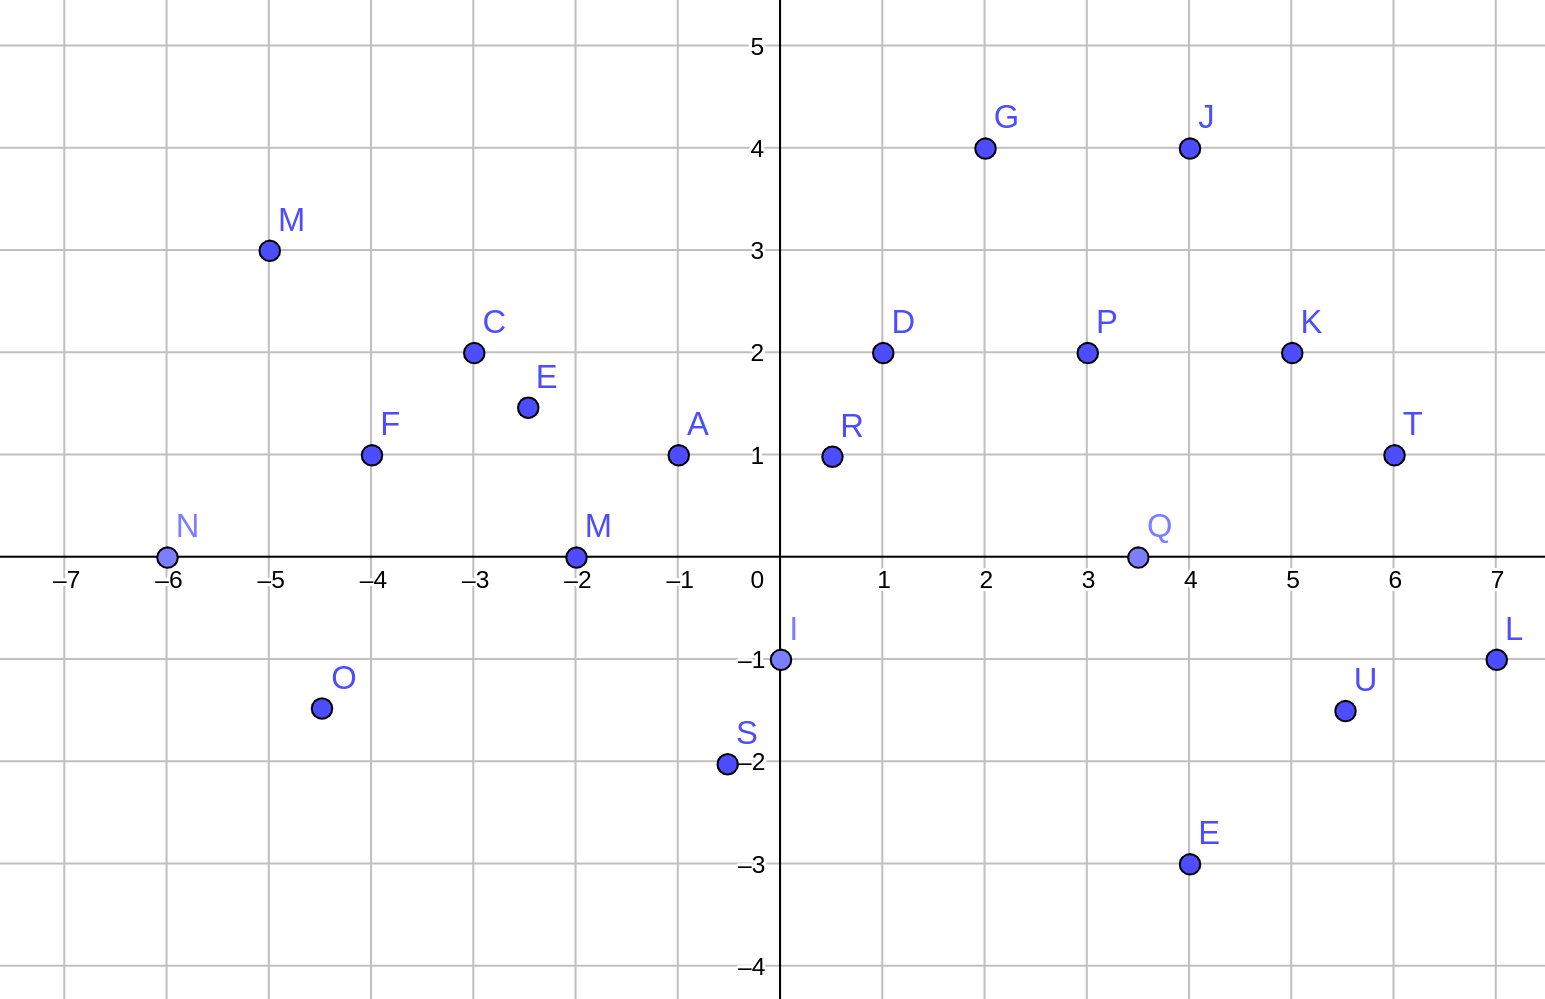 5
G J
4
M
3
C D P K
2
E
F A R T
1
N M Q
–7 –6 –5 –4 –3 –2 –1 0 1 2 3 4 5 6 7
I L
–1
O U
S
–2
E
–3
–4